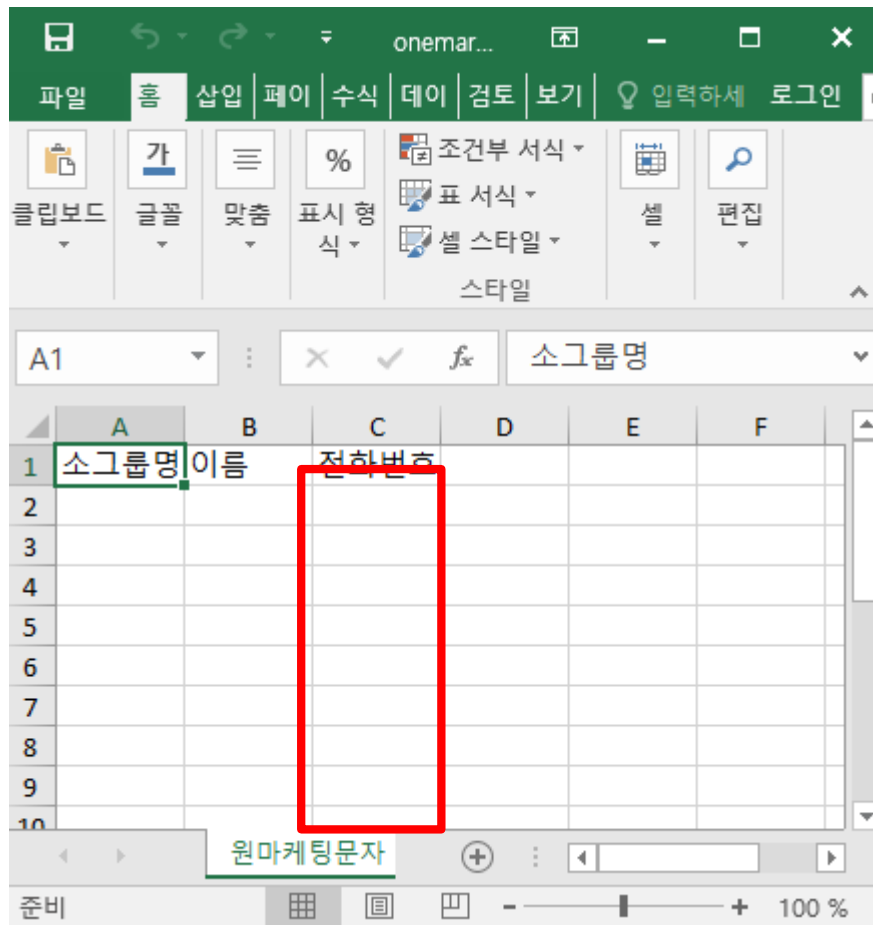 onemar...
파일 홈 삽입 페이 수식 데이 검토 보기 입력하세 로그인
가 % 조건부 서식
표 서식
클립보드 글꼴 맞춤 표시 형식 셀 스타일 셀 편집
스타일
A1 fx 소그룹명
A B C D E F
1 소그룹명 이름 전화번호
2
3
4
5
6
7
8
9
10
원마케팅문자
준비 100 %